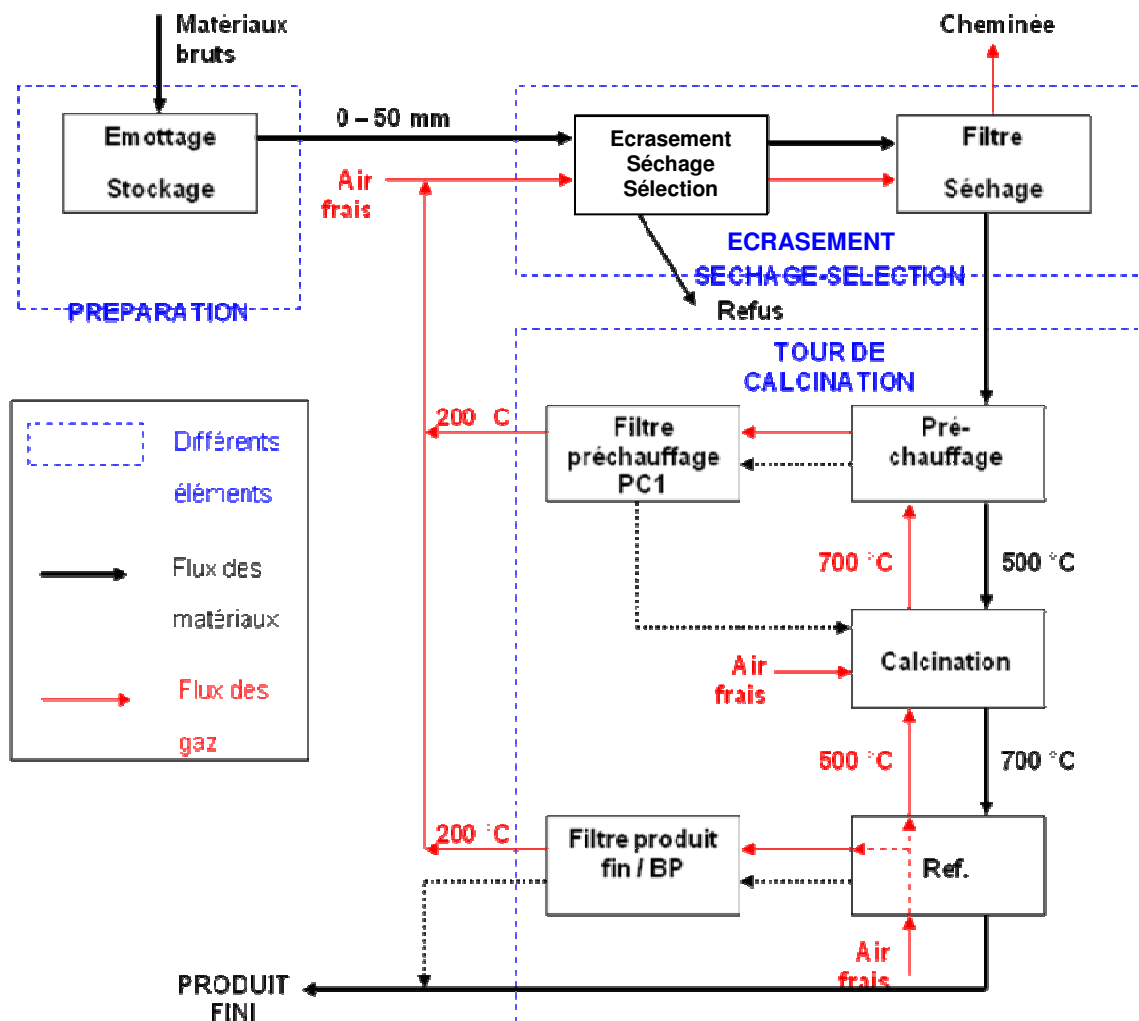 Matériaux
bruts
Cheminée
Emottage
Stockage
0 – 50 mm
Air
frais
Ecrasement
Séchage
Sélection
Filtre
Séchage
ECRASEMENT
SECHAGE-SELECTION
Refus
PREPARATION
TOUR DE
CALCINATION
Différents
éléments
Flux des
matériaux
Flux des
gaz
200 °C
Filtre
préchauffage
PC1
Pré-
chauffage
700 °C
500 °C
Air
frais
Calcination
500 °C
700 °C
200 °C
Filtre produit
fin / BP
Ref.
Air
frais
PRODUIT
FINI